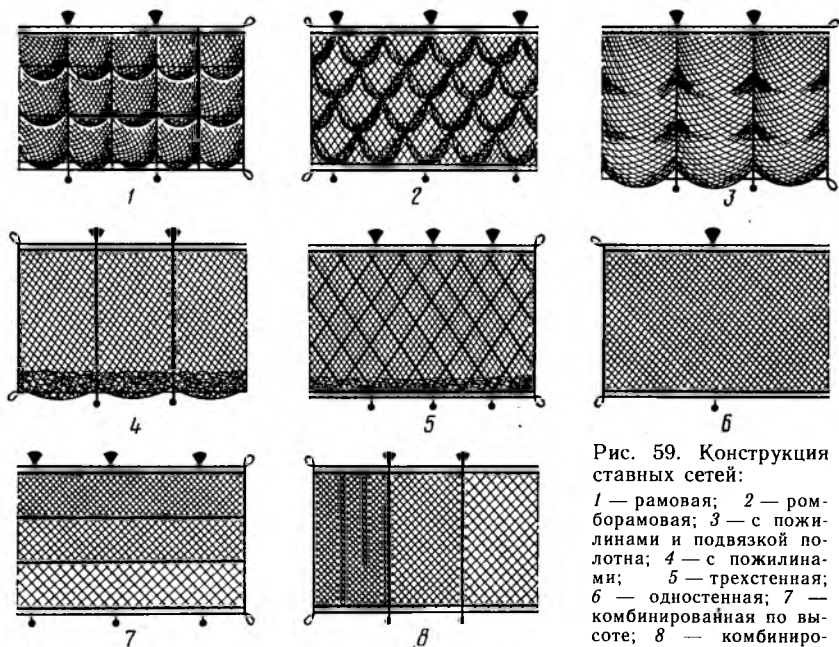 1
2
3
4
5
6
7
8
Рис. 59. Конструкция
ставных сетей:
1 — рамовая; 2 — ром-
борамовая; 3 — с пожи-
линами и подвязкой по-
лотна; 4 — с пожилина-
ми; 5 — трехстенная;
6 — одностенная; 7 —
комбинированная по вы-
соте; 8 — комбиниро-